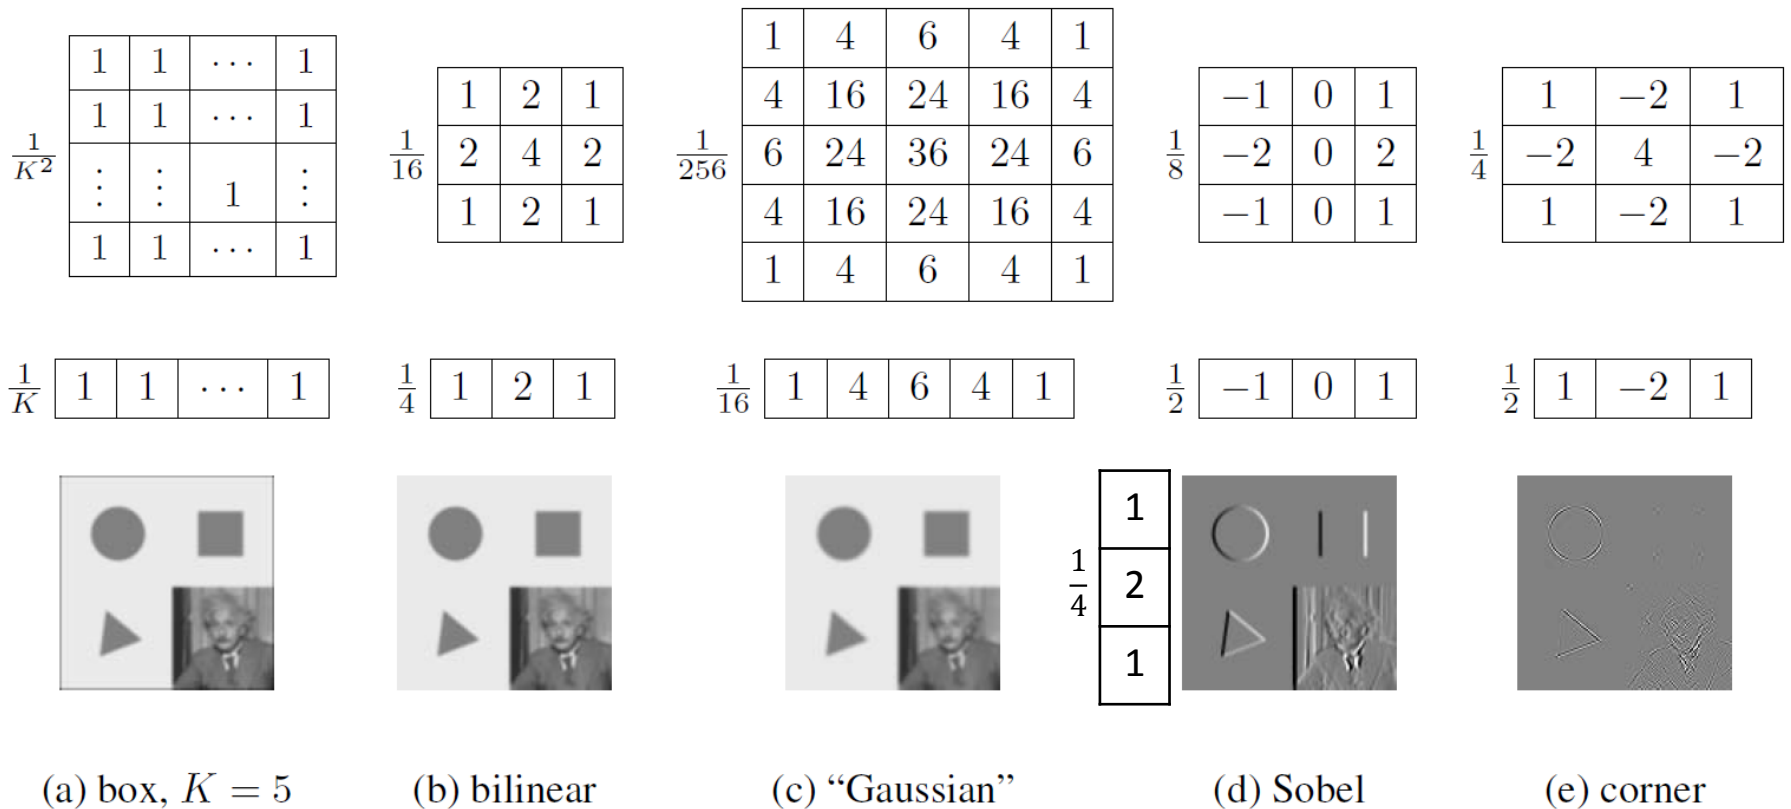 1/K² 
1 1 ⋯ 1
1 1 ⋯ 1
⋮ ⋮ 1 ⋮
1 1 ⋯ 1
1/16
1 2 1
2 4 2
1 2 1
1/256
1 4 6 4 1
4 16 24 16 4
6 24 36 24 6
4 16 24 16 4
1 4 6 4 1
1/8
−1 0 1
−2 0 2
−1 0 1
1/4
1 −2 1
−2 4 −2
1 −2 1
1/K 1 1 ⋯ 1
1/4 1 2 1
1/16 1 4 6 4 1
1/2 −1 0 1
1/2 1 −2 1
1/4
1
2
1
(a) box, K = 5
(b) bilinear
(c) “Gaussian”
(d) Sobel
(e) corner